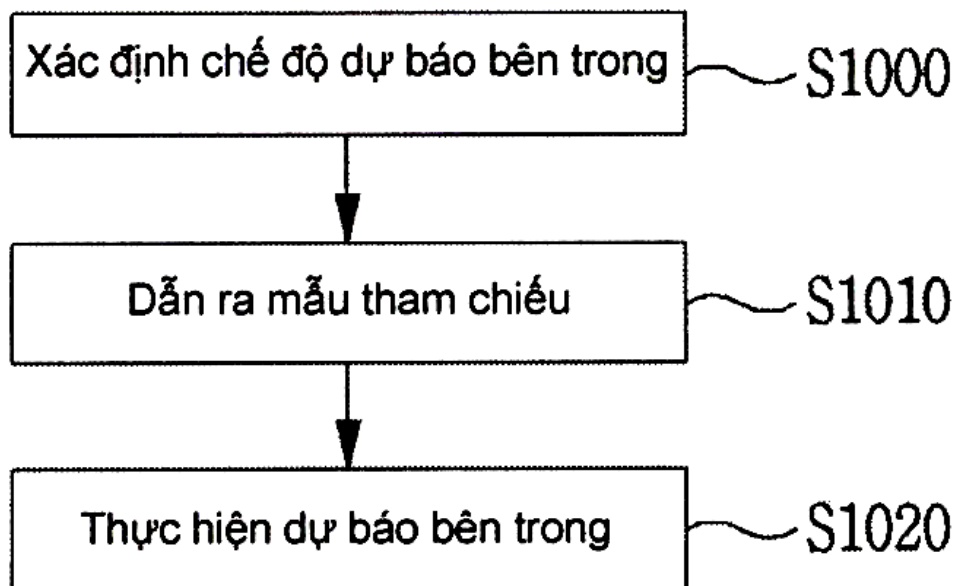 Xác định chế độ dự báo bên trong S1000
Dẫn ra mẫu tham chiếu S1010
Thực hiện dự báo bên trong S1020